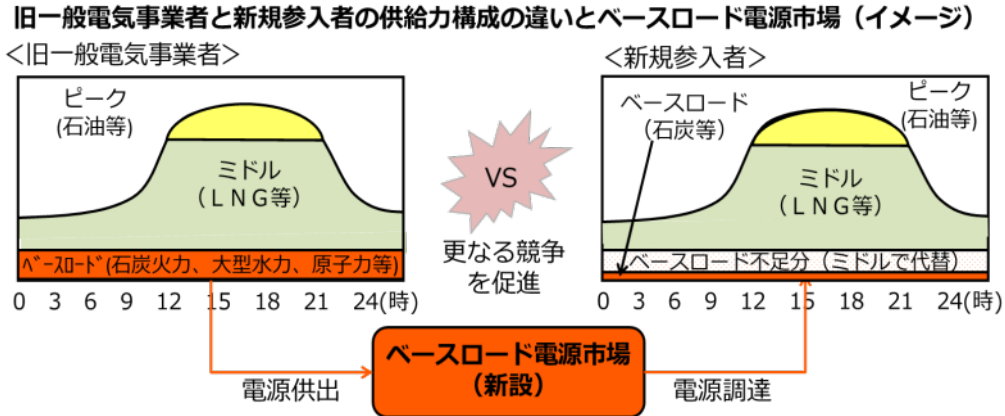 旧一般電気事業者と新規参入者の供給力構成の違いとベースロード電源市場（イメージ）
＜旧一般電気事業者＞
ピーク
(石油等)
ミドル
（ＬＮＧ等）
ﾍﾞｰｽﾛｰﾄﾞ(石炭火力、大型水力、原子力等)
0 3 6 9 12 15 18 21 24(時)
VS
更なる競争
を促進
＜新規参入者＞
ベースロード
（石炭等）
ピーク
(石油等)
ミドル
（ＬＮＧ等）
ベースロード不足分（ミドルで代替）
0 3 6 9 12 15 18 21 24(時)
電源供出
ベースロード電源市場
（新設）
電源調達